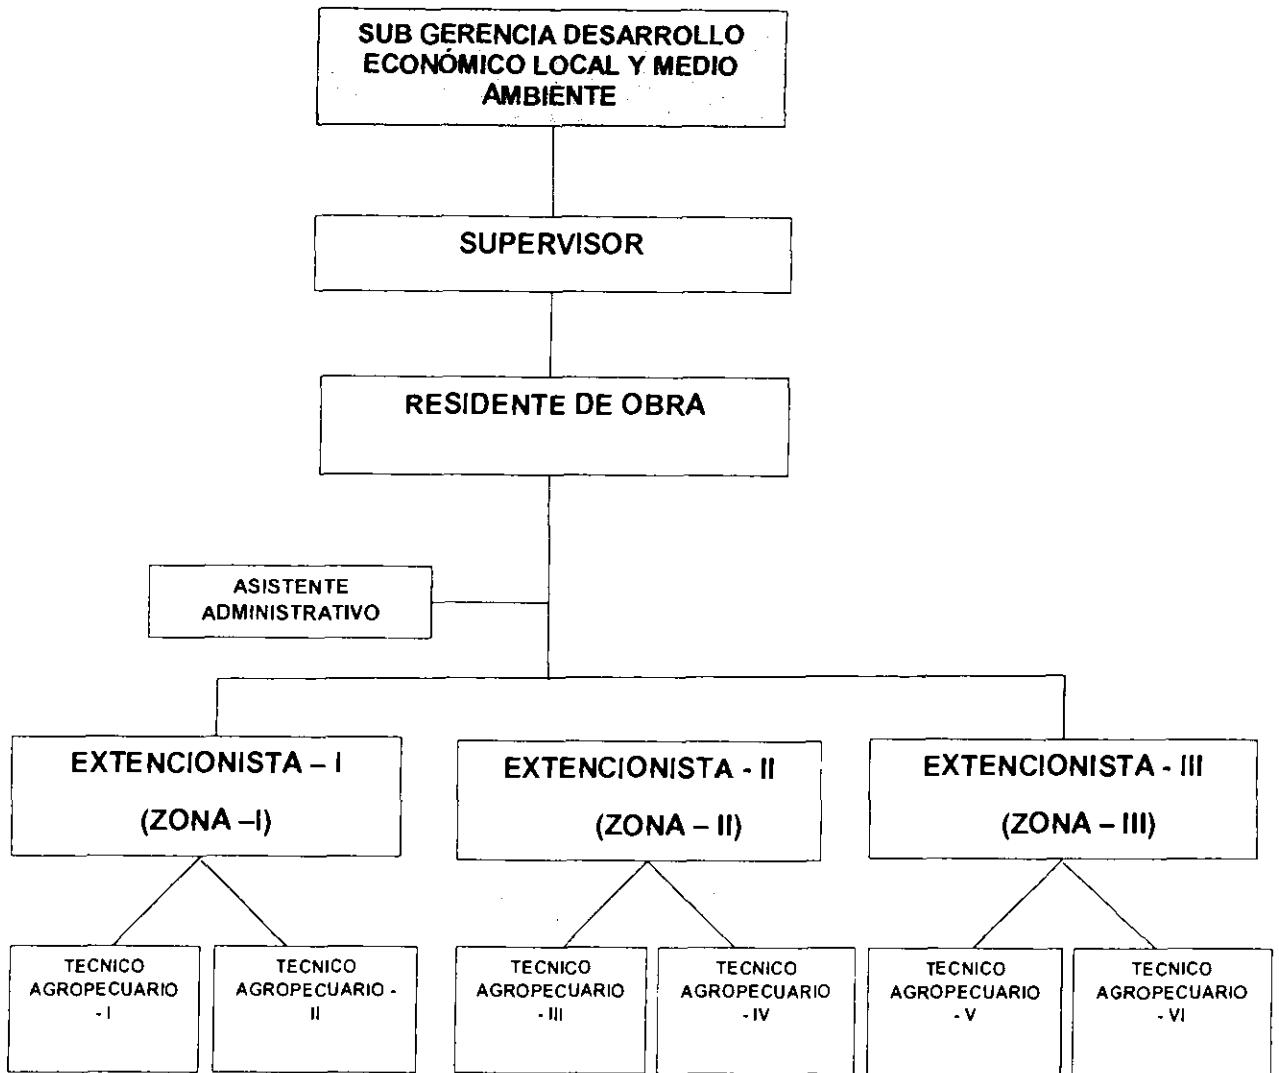 SUB GERENCIA DESARROLLO
ECONÓMICO LOCAL Y MEDIO
AMBIENTE
SUPERVISOR
RESIDENTE DE OBRA
ASISTENTE
ADMINISTRATIVO
EXTENCIONISTA – I
(ZONA –I)
EXTENCIONISTA - II
(ZONA – II)
EXTENCIONISTA - III
(ZONA – III)
TECNICO
AGROPECUARIO
- I
TECNICO
AGROPECUARIO -
II
TECNICO
AGROPECUARIO
- III
TECNICO
AGROPECUARIO
- IV
TECNICO
AGROPECUARIO
- V
TECNICO
AGROPECUARIO
- VI